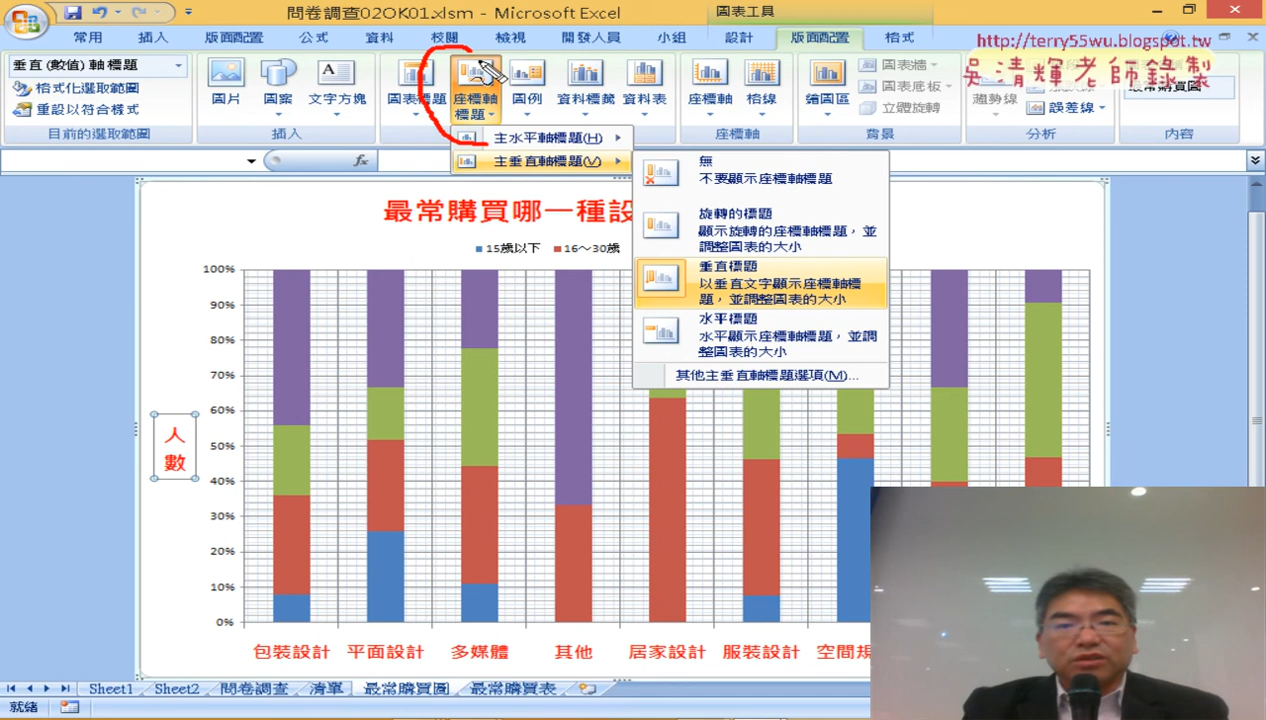 問卷調查02OK01.xlsm - Microsoft Excel
圖表工具
常用 插入 版面配置 公式 資料 校閱 檢視 開發人員 小組 設計 版面配置 格式
http://terry55wu.blogspot.tw
吳清輝老師錄製
垂直 (數值) 軸標題
格式化選取範圍
重設以符合樣式
目前的選取範圍
圖片 圖案 文字方塊
插入
圖表標題 座標軸標題 圖例 資料標籤 資料表
座標軸 格線
座標軸
繪圖區 圖表牆 圖表底板 立體旋轉
背景
趨勢線 誤差線
分析
最常購買圖
內容
主水平軸標題(H)
主垂直軸標題(V)
無
不要顯示座標軸標題
旋轉的標題
顯示旋轉的座標軸標題，並
調整圖表的大小
垂直標題
以垂直文字顯示座標軸標
題，並調整圖表的大小
水平標題
水平顯示座標軸標題，並調
整圖表的大小
其他主垂直軸標題選項(M)...
fx
最常購買哪一種設
15歲以下 16～30歲
100%
90%
80%
70%
60%
50%
40%
30%
20%
10%
0%
人
數
包裝設計 平面設計 多媒體 其他 居家設計 服裝設計 空間規
Sheet1 Sheet2 問卷調查 清單 最常購買圖 最常購買表
就緒